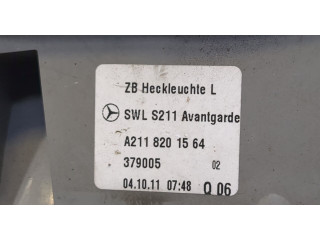 ZB Heckleuchte L
SWL S211 Avantgarde
A211 820 15 64
379005 02
04.10.11 07:48 Q 06